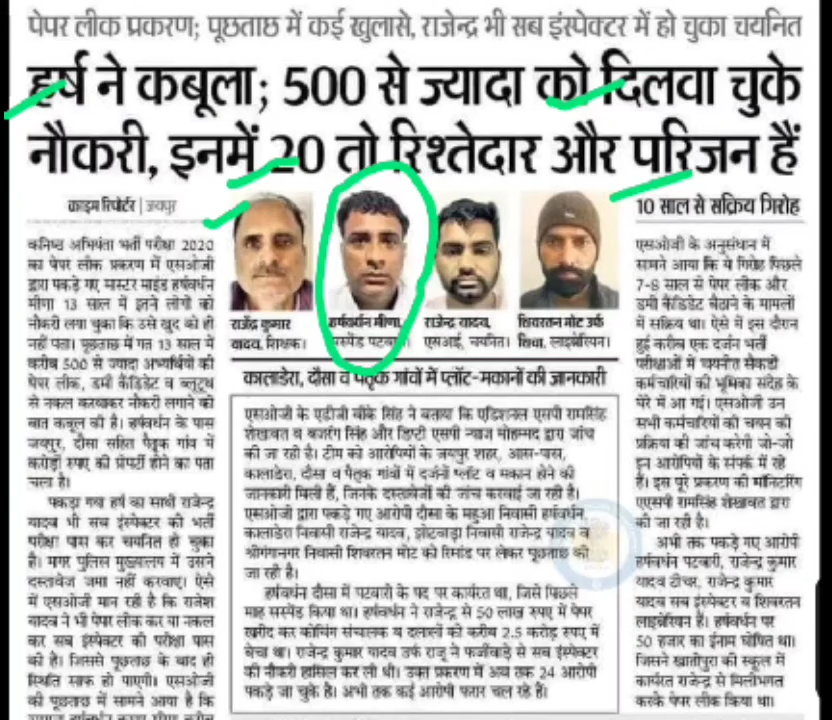 पेपर लीक प्रकरण; पूछताछ में कई खुलासे, राजेन्द्र भी सब इंस्पेक्टर में हो चुका चयनित
हर्ष ने कबूला; 500 से ज्यादा को दिलवा चुके
नौकरी, इनमें 20 तो रिश्तेदार और परिजन हैं
क्राइम रिपोर्टर | जयपुर
कनिष्ठ अभियंता भर्ती परीक्षा 2020
का पेपर लीक प्रकरण में एसओजी
द्वारा पकड़े गए मास्टर माइंड हर्षवर्धन
मीणा 13 साल में इतने लोगों को
नौकरी लगा चुका कि उसे खुद को ही
नहीं पता। पूछताछ में गत 13 साल में
करीब 500 से ज्यादा अभ्यर्थियों की
पेपर लीक, डमी कैंडिडेट व ब्लूटूथ
से नकल करवाकर नौकरी लगाने की
बात कबूल की है। हर्षवर्धन के पास
जयपुर, दौसा सहित पैतृक गांव में
करोड़ों रुपए की प्रोपर्टी होने का पता
चला है।
पकड़ा गया हर्ष का साथी राजेन्द्र
यादव भी सब इंस्पेक्टर की भर्ती
परीक्षा पास कर चयनित हो चुका
है। मगर पुलिस मुख्यालय में उसने
दस्तावेज जमा नहीं करवाए। ऐसे
में एसओजी मान रही है कि राजेश
यादव ने भी पेपर लीक कर या नकल
कर सब इंस्पेक्टर की परीक्षा पास
की है। जिससे पूछताछ के बाद ही
स्थिति साफ हो पाएगी। एसओजी
की पूछताछ में सामने आया है कि
राजेंद्र कुमार
यादव, शिक्षक।
हर्षवर्धन मीणा,
सस्पेंड पटवारी।
राजेन्द्र यादव,
एसआई, चयनित।
शिवरतन मोट उर्फ
शिवा, लाइब्रेरियन।
कालाडेरा, दौसा व पैतृक गांवों में प्लॉट-मकानों की जानकारी
एसओजी के एडीजी वीके सिंह ने बताया कि एडिशनल एसपी रामसिंह
शेखावत व बजरंग सिंह और डिप्टी एसपी न्याज मोहम्मद द्वारा जांच
की जा रही है। टीम को आरोपियों के जयपुर शहर, आस-पास,
कालाडेरा, दौसा व पैतृक गांवों में दर्जनों प्लॉट व मकान होने की
जानकारी मिली हैं, जिनके दस्तावेजों की जांच करवाई जा रही है।
एसओजी द्वारा पकड़े गए आरोपी दौसा के महुआ निवासी हर्षवर्धन,
कालाडेरा निवासी राजेन्द्र यादव, झोटवाड़ा निवासी राजेन्द्र यादव व
श्रीगंगानगर निवासी शिवरतन मोट को रिमांड पर लेकर पूछताछ की
जा रही है।
हर्षवर्धन दौसा में पटवारी के पद पर कार्यरत था, जिसे पिछले
माह सस्पेंड किया था। हर्षवर्धन ने राजेन्द्र से 50 लाख रुपए में पेपर
खरीद कर कोचिंग संचालक व दलालों को करीब 2.5 करोड़ रुपए में
बेचा था। राजेन्द्र कुमार यादव उर्फ राजू ने फर्जीवाड़े से सब इंस्पेक्टर
की नौकरी हासिल कर ली थी। उक्त प्रकरण में अब तक 24 आरोपी
पकड़े जा चुके है। अभी तक कई आरोपी फरार चल रहे हैं।
10 साल से सक्रिय गिरोह
एसओजी के अनुसंधान में
सामने आया कि ये गिरोह पिछले
7-8 साल से पेपर लीक और
डमी कैंडिडेट बैठाने के मामलों
में सक्रिय था। ऐसे में इस दौरान
हुई करीब एक दर्जन भर्ती
परीक्षाओं में चयनीत सैकडों
कर्मचारियों की भूमिका संदेह के
घेरे में आ गई। एसओजी उन
सभी कर्मचारियों की चयन की
प्रक्रिया की जांच करेगी जो-जो
इन आरोपियों के संपर्क में रहे
हैं। इस पूरे प्रकरण की मॉनिटरिंग
एएसपी रामसिंह शेखावत द्वारा
की जा रही है।
अभी तक पकड़े गए आरोपी
हर्षवर्धन पटवारी, राजेन्द्र कुमार
यादव टीचर, राजेन्द्र कुमार
यादव सब इंस्पेक्टर व शिवरतन
लाइब्रेरियन हैं। हर्षवर्धन पर
50 हजार का ईनाम घोषित था।
जिसने खातीपुरा की स्कूल में
कार्यरत राजेन्द्र से मिलीभगत
करके पेपर लीक किया था।